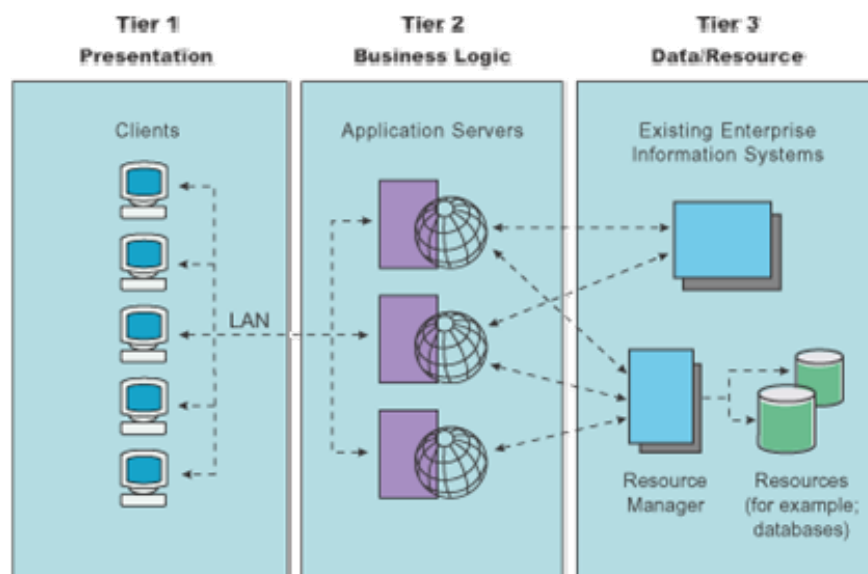 Tier 1
Presentation
Tier 2
Business Logic
Tier 3
Data/Resource
Clients
Application Servers
Existing Enterprise
Information Systems
LAN
Resource
Manager
Resources
(for example;
databases)